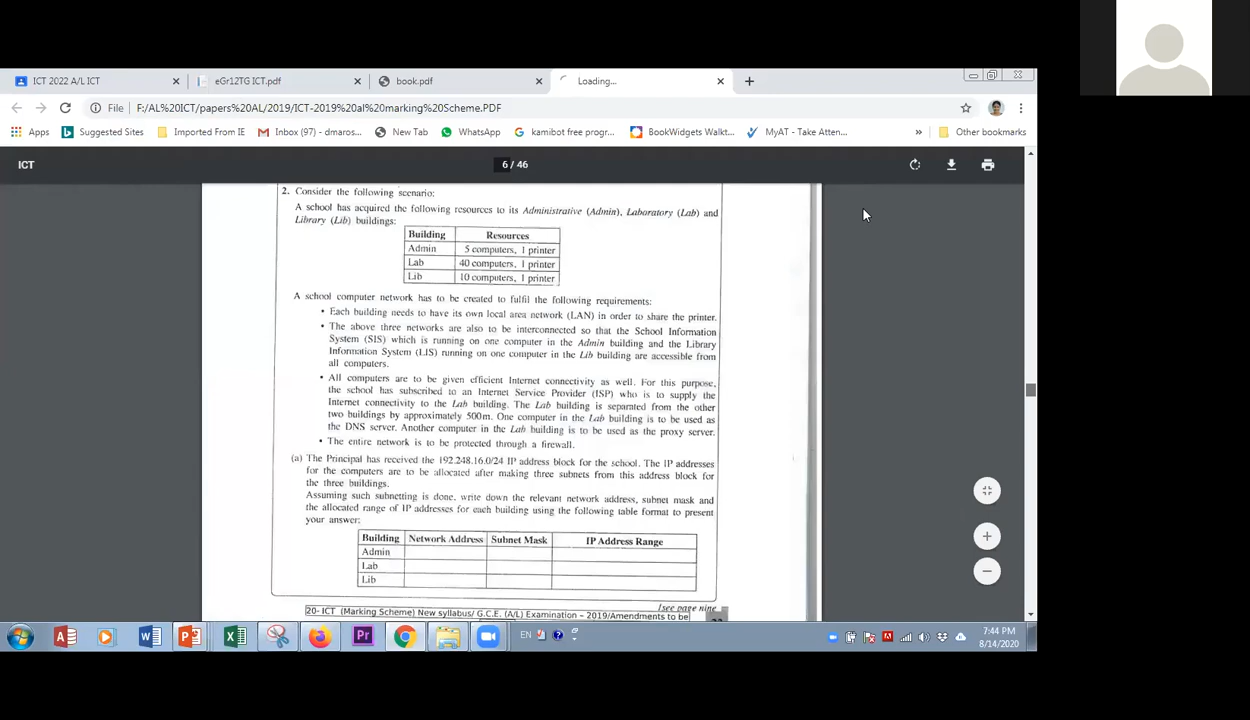 ICT 2022 A/L ICT
eGr12TG ICT.pdf
book.pdf
Loading...
File
F:/AL%20ICT/papers%20AL/2019/ICT-2019%20al%20marking%20Scheme.PDF
Apps
Suggested Sites
Imported From IE
Inbox (97) - dmaros...
New Tab
WhatsApp
kamibot free progr...
BookWidgets Walkt...
MyAT - Take Atten...
»
Other bookmarks
ICT
6 / 46
2. Consider the following scenario:
A school has acquired the following resources to its Administrative (Admin), Laboratory (Lab) and
Library (Lib) buildings:
Building Resources
Admin 5 computers, 1 printer
Lab 40 computers, 1 printer
Lib 10 computers, 1 printer
A school computer network has to be created to fulfil the following requirements:
• Each building needs to have its own local area network (LAN) in order to share the printer.
• The above three networks are also to be interconnected so that the School Information
System (SIS) which is running on one computer in the Admin building and the Library
Information System (LIS) running on one computer in the Lib building are accessible from
all computers.
• All computers are to be given efficient Internet connectivity as well. For this purpose,
the school has subscribed to an Internet Service Provider (ISP) who is to supply the
Internet connectivity to the Lab building. The Lab building is separated from the other
two buildings by approximately 500m. One computer in the Lab building is to be used as
the DNS server. Another computer in the Lab building is to be used as the proxy server.
• The entire network is to be protected through a firewall.
(a) The Principal has received the 192.248.16.0/24 IP address block for the school. The IP addresses
for the computers are to be allocated after making three subnets from this address block for
the three buildings.
Assuming such subnetting is done, write down the relevant network address, subnet mask and
the allocated range of IP addresses for each building using the following table format to present
your answer:
Building Network Address Subnet Mask IP Address Range
Admin
Lab
Lib
[see page nine
20- ICT (Marking Scheme) New syllabus/ G.C.E. (A/L) Examination - 2019/Amendments to be
EN
7:44 PM
8/14/2020